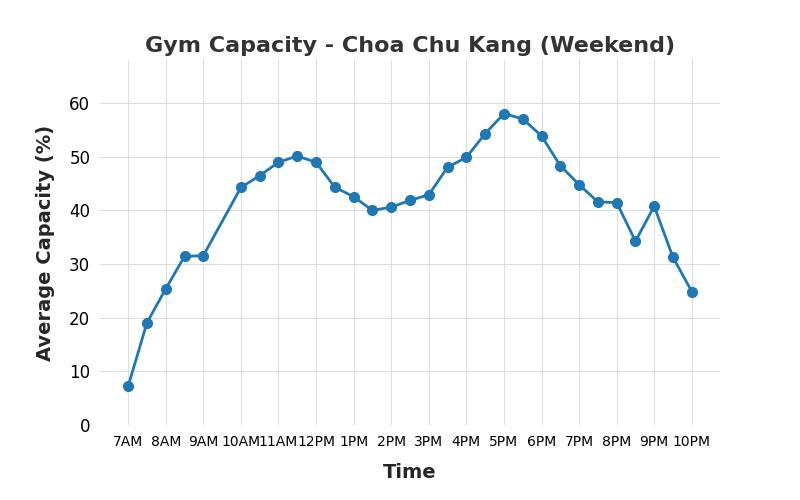 Gym Capacity - Choa Chu Kang (Weekend)
Average Capacity (%)
60
50
40
30
20
10
0
7AM 8AM 9AM 10AM 11AM 12PM 1PM 2PM 3PM 4PM 5PM 6PM 7PM 8PM 9PM 10PM
Time